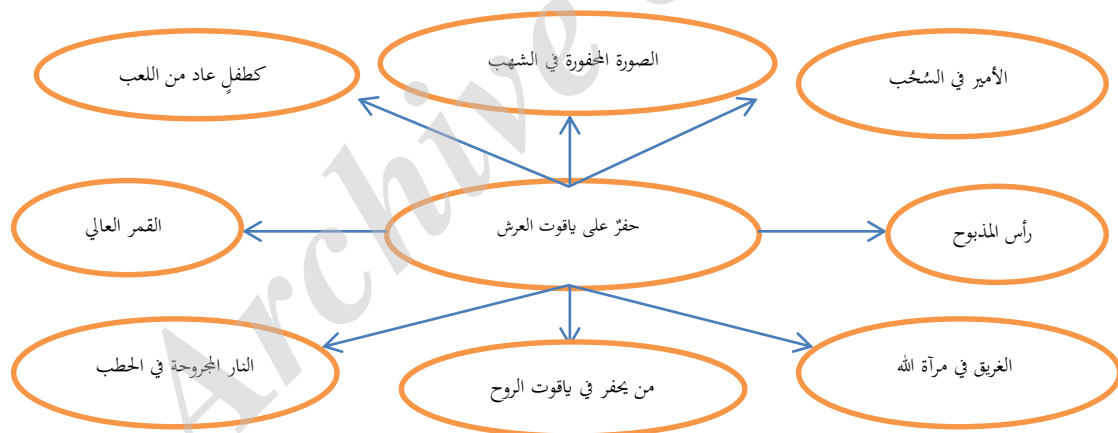 الأمير في السُحُب
الصورة المحفورة في الشهب
كطفلٍ عاد من اللعب
رأس المذبوح
حفرٌ على ياقوت العرش
القمر العالي
الغريق في مرآة الله
من يحفر في ياقوت الروح
النار المجروحة في الحطب
Archive